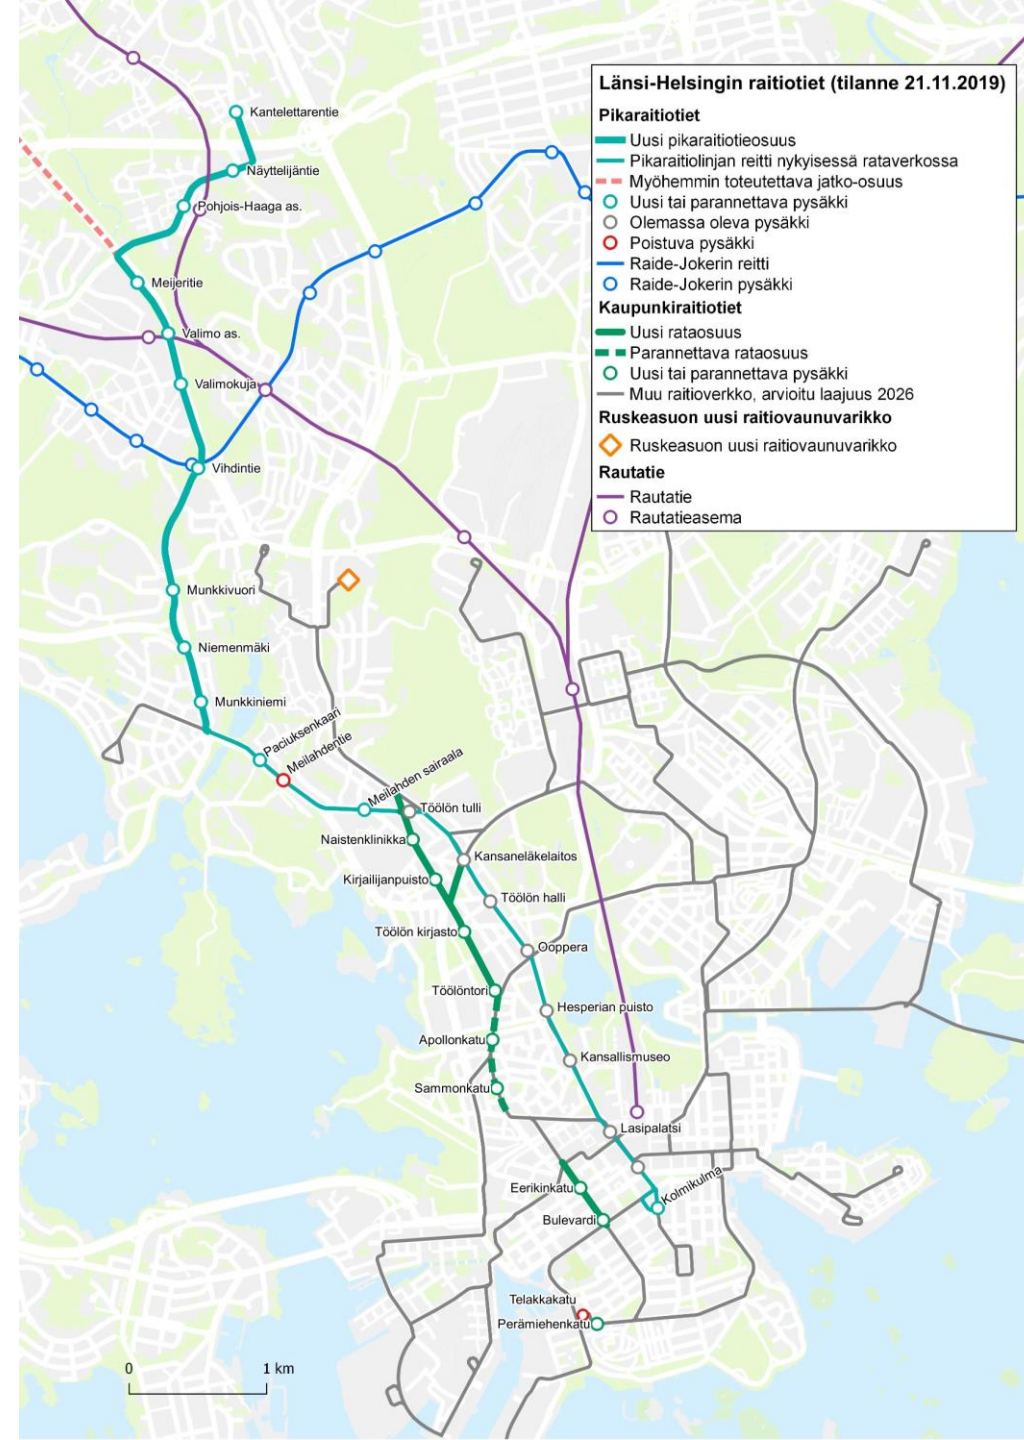 Länsi-Helsingin raitiotiet (tilanne 21.11.2019)
Pikaraitiotiet
Uusi pikaraitiotieosuus
Pikaraitiolinjan reitti nykyisessä rataverkossa
Myöhemmin toteutettava jatko-osuus
Uusi tai parannettava pysäkki
Olemassa oleva pysäkki
Poistuva pysäkki
Raide-Jokerin reitti
Raide-Jokerin pysäkki
Kaupunkiraitiotiet
Uusi rataosuus
Parannettava rataosuus
Uusi tai parannettava pysäkki
Muu raitioverkko, arvioitu laajuus 2026
Ruskeasuon uusi raitiovaunuvarikko
Ruskeasuon uusi raitiovaunuvarikko
Rautatie
Rautatie
Rautatieasema
Kantelettarentie
Näyttelijäntie
Pohjois-Haaga as.
Meijeritie
Valimo as.
Valimokuja
Vihdintie
Munkkivuori
Niemenmäki
Munkkiniemi
Paciuksenkaari
Meilahdentie
Meilahden sairaala
Töölön tulli
Naistenklinikka
Kansaneläkelaitos
Kirjailijanpuisto
Töölön halli
Töölön kirjasto
Ooppera
Töölöntori
Hesperian puisto
Apollonkatu
Kansallismuseo
Sammonkatu
Lasipalatsi
Kolmikulma
Eerikinkatu
Bulevardi
Telakkakatu
Perämiehenkatu
0 1 km